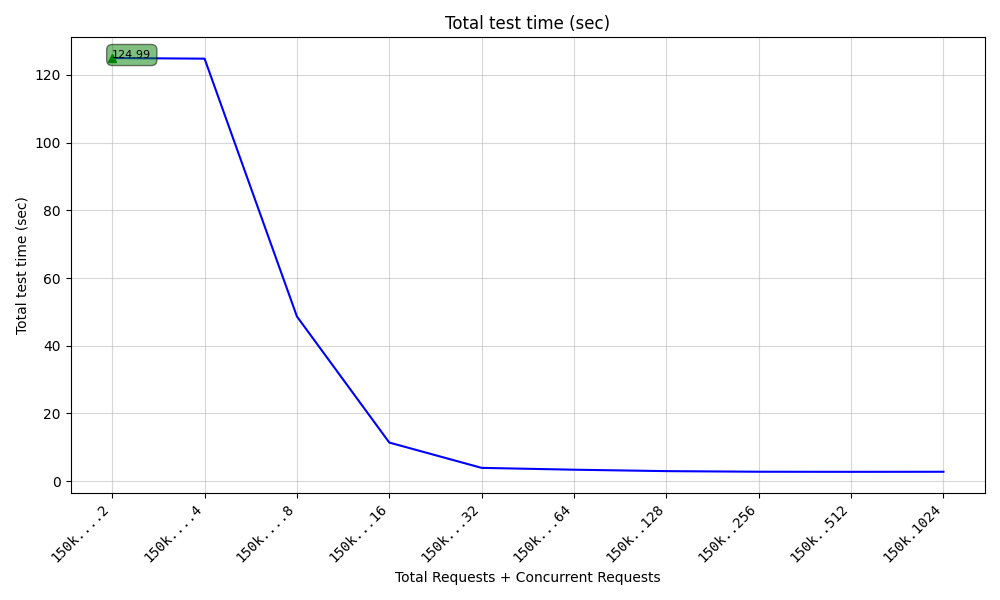 Total test time (sec)
124.99
Total test time (sec)
120
100
80
60
40
20
0
150k....2
150k....4
150k....8
150k...16
150k...32
150k...64
150k..128
150k..256
150k..512
150k.1024
Total Requests + Concurrent Requests